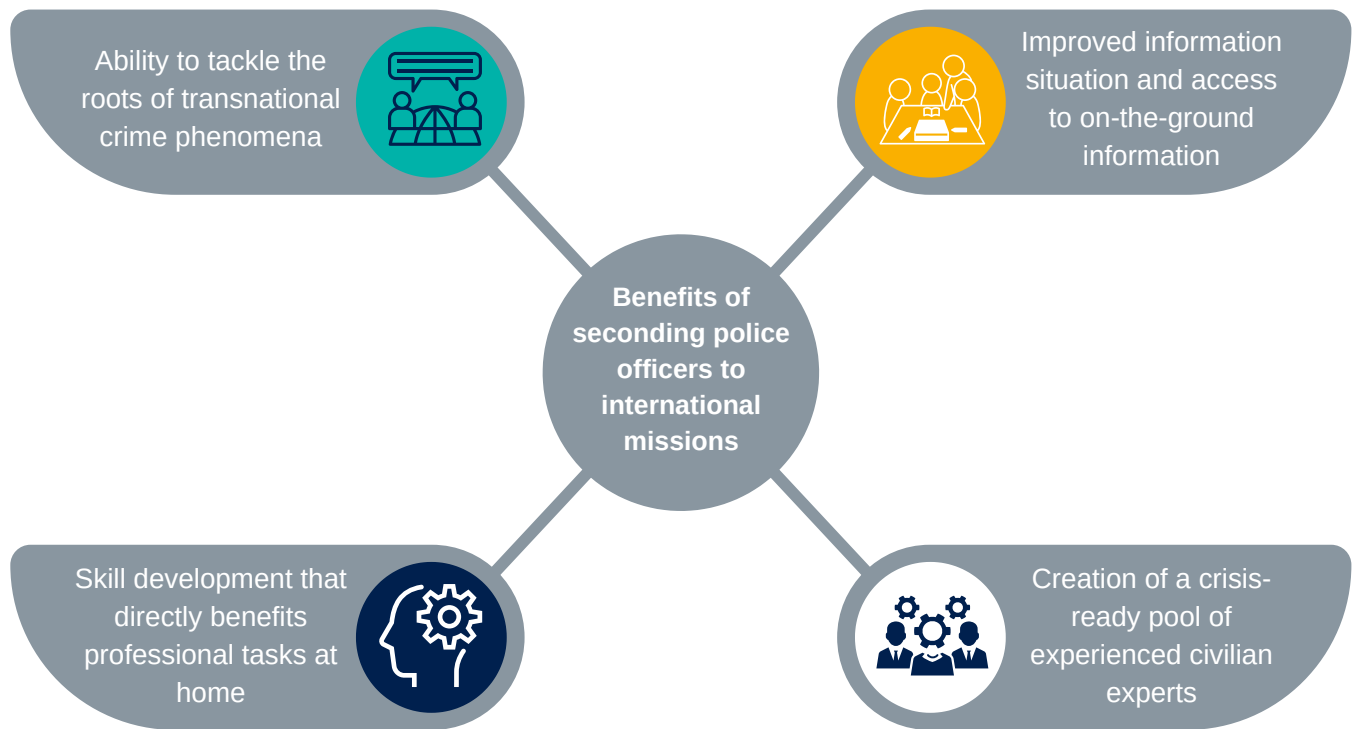 Ability to tackle the
roots of transnational
crime phenomena
Improved information
situation and access
to on-the-ground
information
Benefits of
seconding police
officers to
international
missions
Skill development that
directly benefits
professional tasks at
home
Creation of a crisis-
ready pool of
experienced civilian
experts